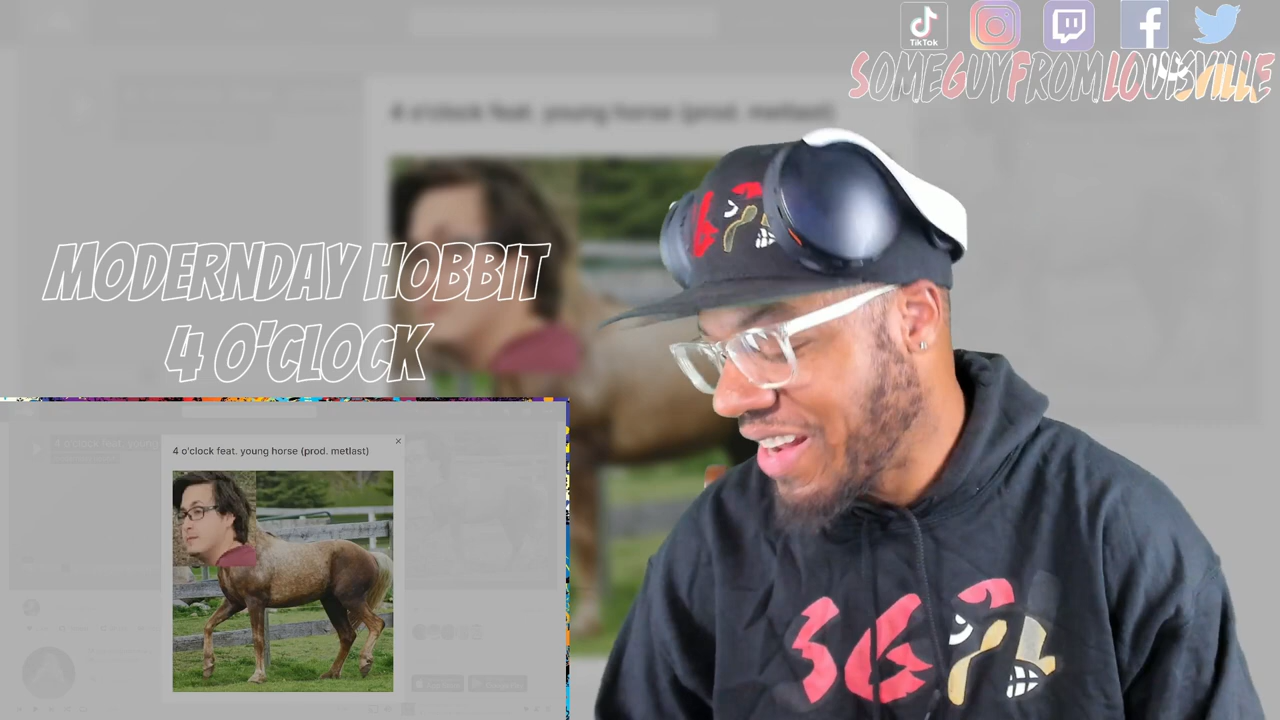 TikTok
SOMEGUYFROMLOUISVILLE
4 o'clock feat. young horse (prod. metlast)
MODERNDAY HOBBIT
4 O'CLOCK
4 o'clock feat. young horse (prod. metlast)
SGFL